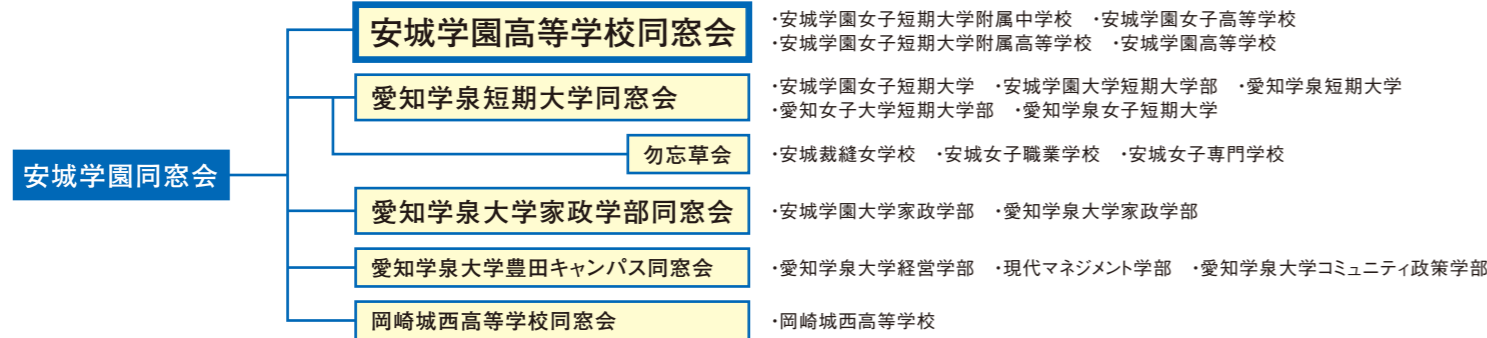 安城学園同窓会
安城学園高等学校同窓会
・安城学園女子短期大学附属中学校 ・安城学園女子高等学校
・安城学園女子短期大学附属高等学校 ・安城学園高等学校
愛知学泉短期大学同窓会
・安城学園女子短期大学 ・安城学園大学短期大学部 ・愛知学泉短期大学
・愛知女子大学短期大学部 ・愛知学泉女子短期大学
勿忘草会
・安城裁縫女学校 ・安城女子職業学校 ・安城女子専門学校
愛知学泉大学家政学部同窓会
・安城学園大学家政学部 ・愛知学泉大学家政学部
愛知学泉大学豊田キャンパス同窓会
・愛知学泉大学経営学部 ・現代マネジメント学部 ・愛知学泉大学コミュニティ政策学部
岡崎城西高等学校同窓会
・岡崎城西高等学校